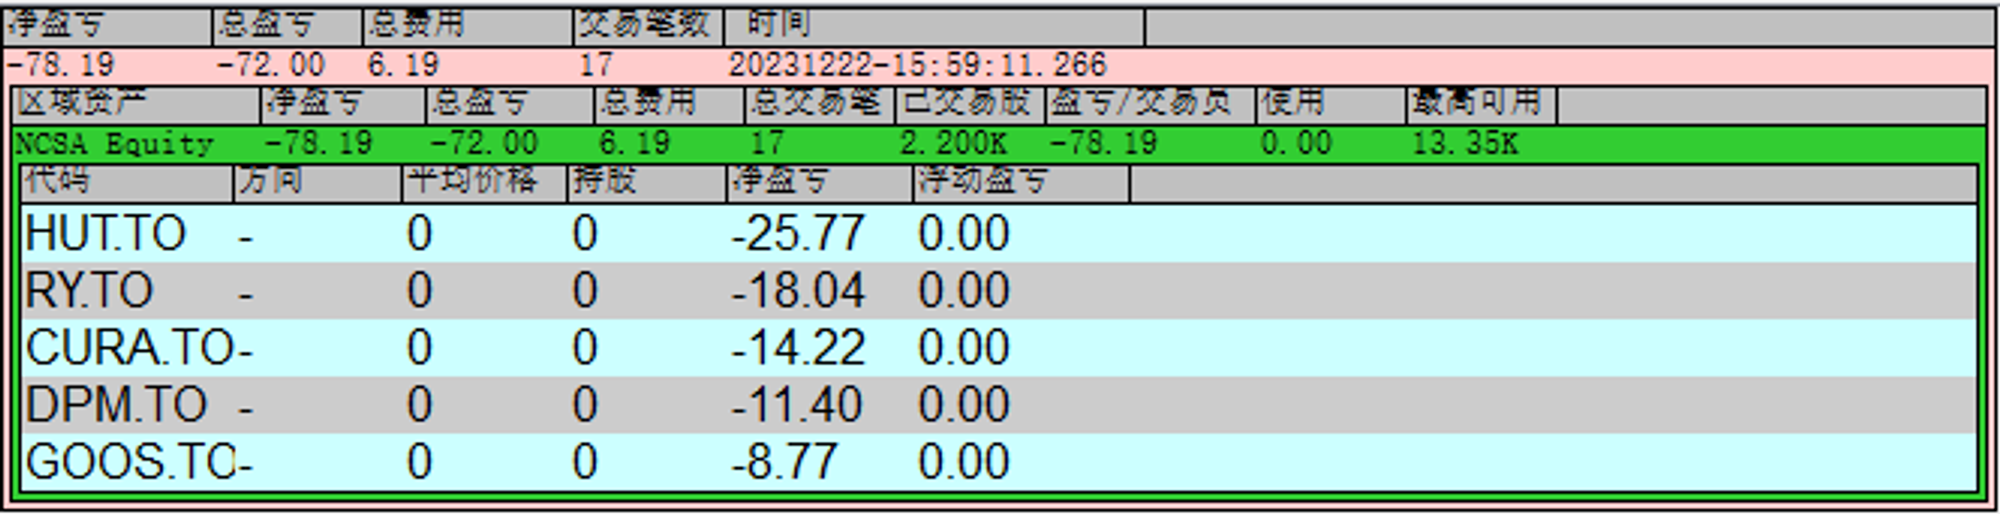 净盈亏 总盈亏 总费用 交易笔数 时间
-78.19 -72.00 6.19 17 20231222-15:59:11.266
区域资产 净盈亏 总盈亏 总费用 总交易笔 已交易股 盈亏/交易员 使用 最高可用
NCSA Equity -78.19 -72.00 6.19 17 2.200K -78.19 0.00 13.35K
代码 方向 平均价格 持股 净盈亏 浮动盈亏
HUT.TO - 0 0 -25.77 0.00
RY.TO - 0 0 -18.04 0.00
CURA.TO - 0 0 -14.22 0.00
DPM.TO - 0 0 -11.40 0.00
GOOS.TO - 0 0 -8.77 0.00